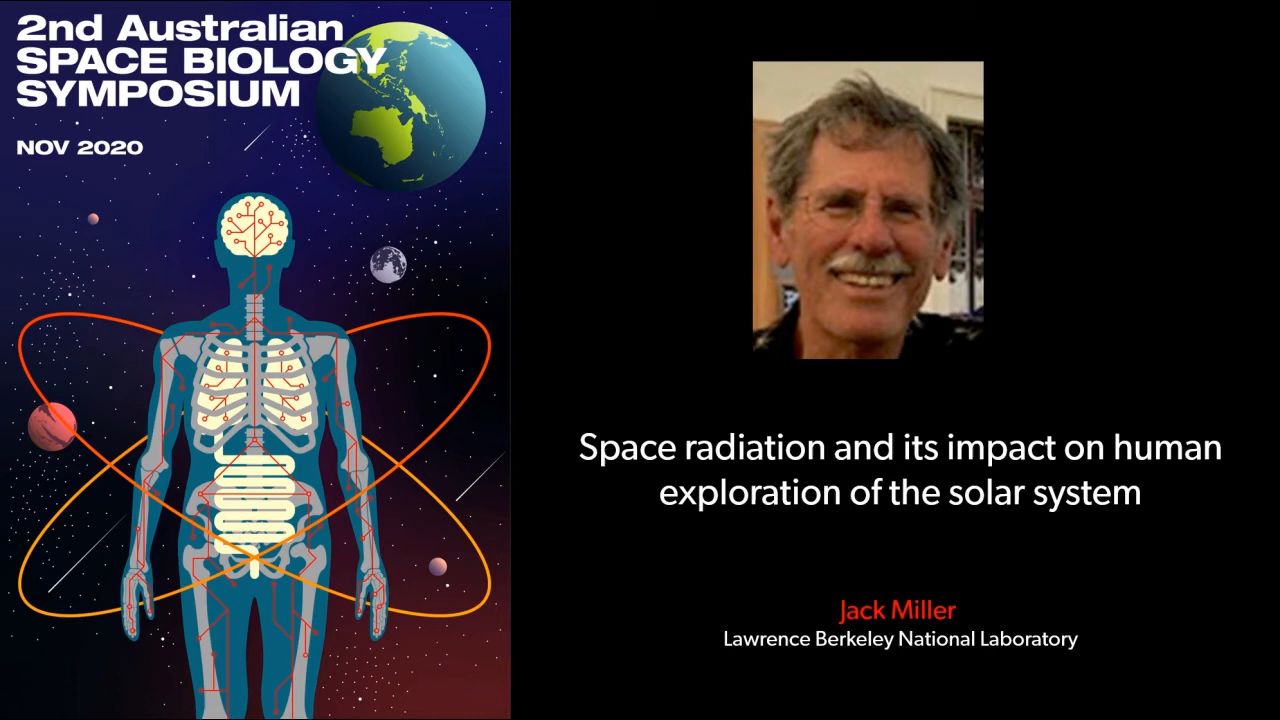 2nd Australian
SPACE BIOLOGY
SYMPOSIUM
NOV 2020
Space radiation and its impact on human
exploration of the solar system
Jack Miller
Lawrence Berkeley National Laboratory